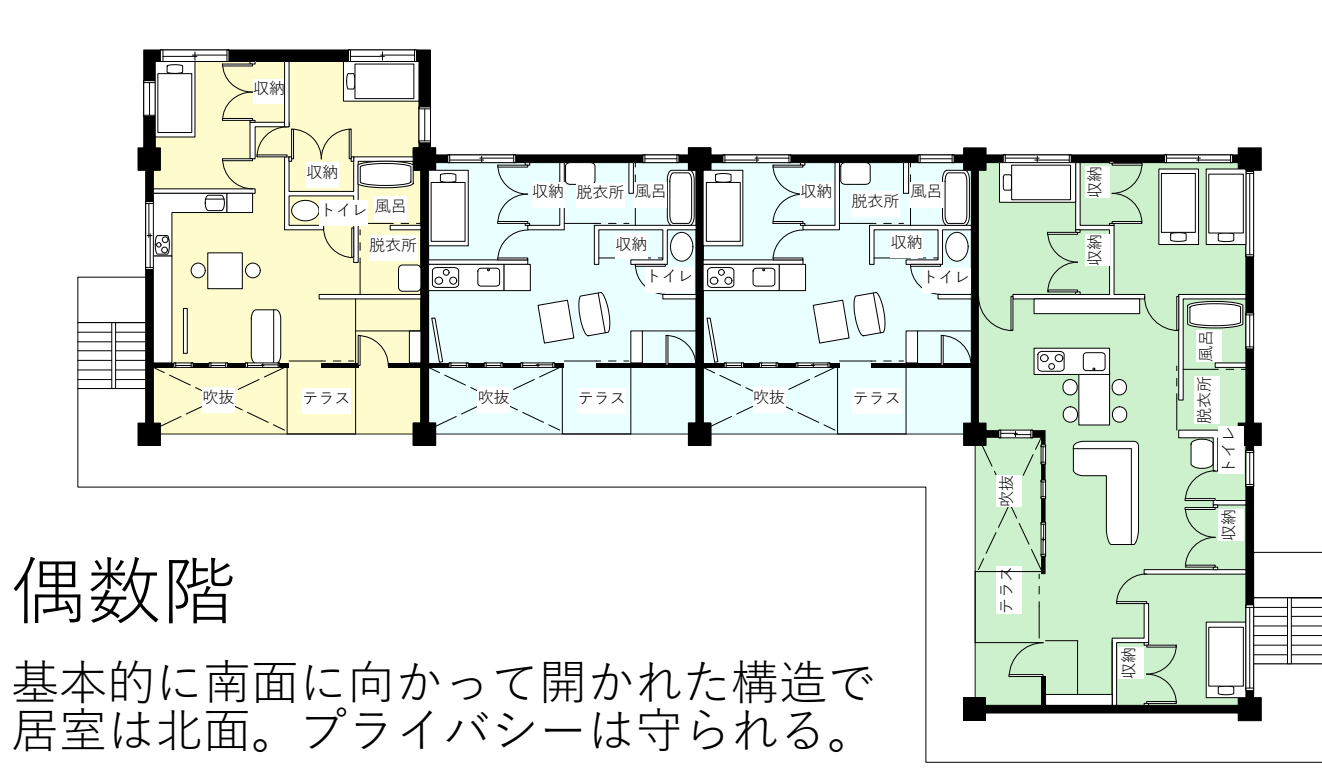 収納
収納
トイレ
風呂
脱衣所
吹抜
テラス
収納
脱衣所
風呂
収納
トイレ
吹抜
テラス
収納
脱衣所
風呂
収納
トイレ
吹抜
テラス
収納
収納
風呂
脱衣所
トイレ
収納
吹抜
テラス
収納
偶数階
基本的に南面に向かって開かれた構造で
居室は北面。プライバシーは守られる。